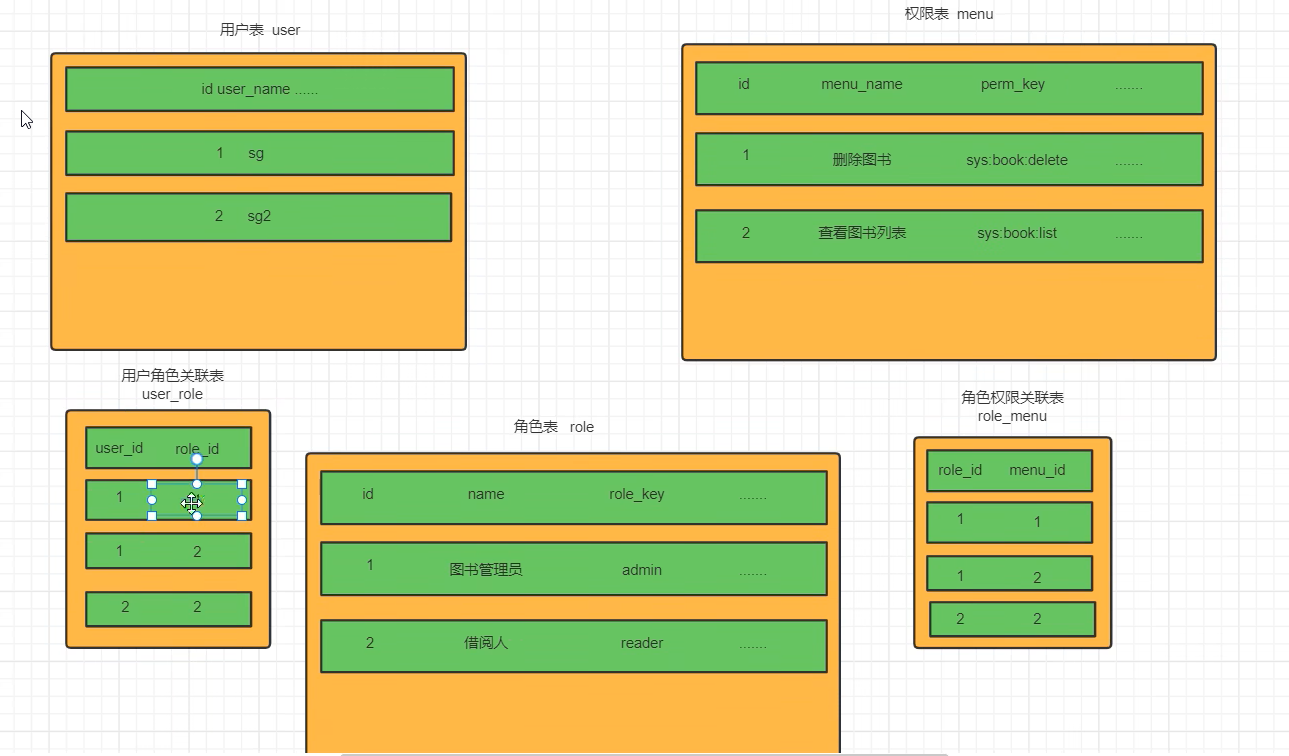 用户表 user
id user_name ......
1 sg
2 sg2
权限表 menu
id menu_name perm_key .......
1 删除图书 sys:book:delete .......
2 查看图书列表 sys:book:list .......
用户角色关联表
user_role
user_id role_id
1
1 2
2 2
角色表 role
id name role_key .......
1 图书管理员 admin .......
2 借阅人 reader .......
角色权限关联表
role_menu
role_id menu_id
1 1
1 2
2 2